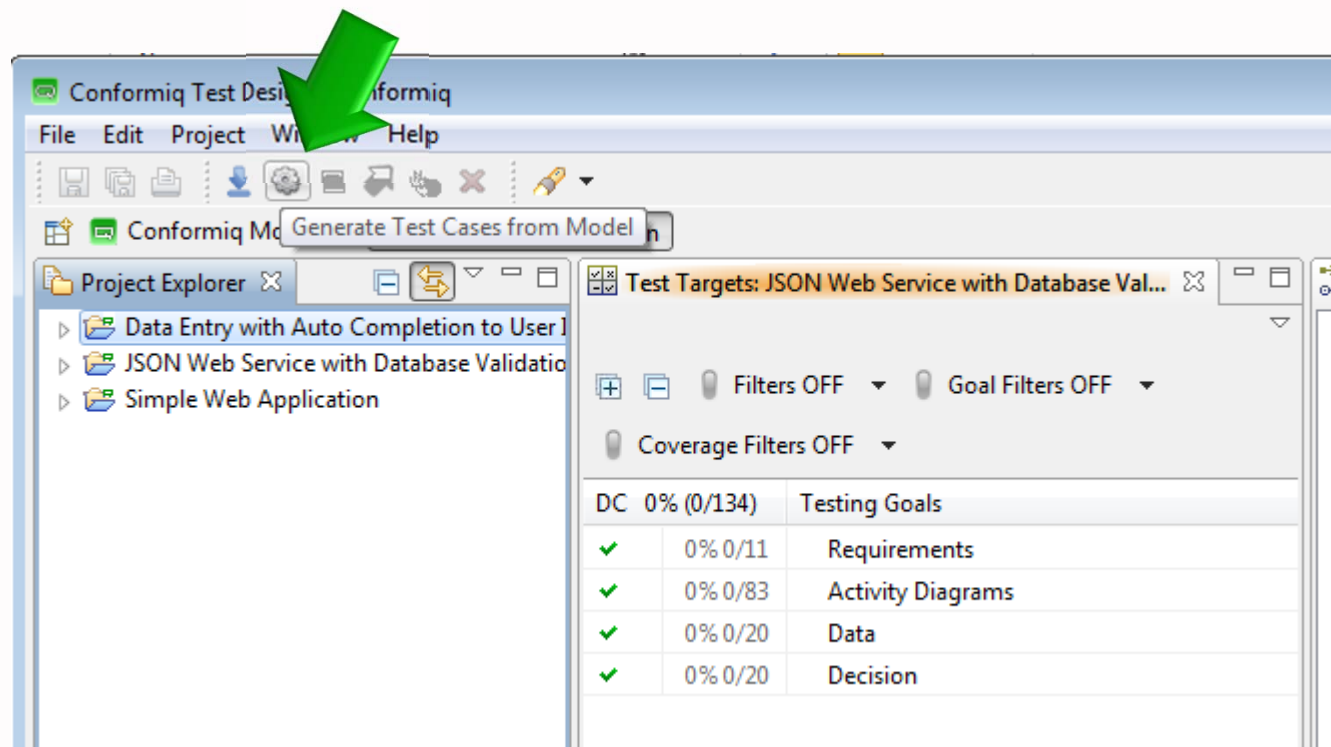 Conformiq Test Desi formiq
File Edit Project Wi w Help
Conformiq Mo Generate Test Cases from Model n
Project Explorer
Test Targets: JSON Web Service with Database Val...
Data Entry with Auto Completion to User I
JSON Web Service with Database Validatio
Simple Web Application
Filters OFF Goal Filters OFF
Coverage Filters OFF
DC 0% (0/134) Testing Goals
0% 0/11 Requirements
0% 0/83 Activity Diagrams
0% 0/20 Data
0% 0/20 Decision